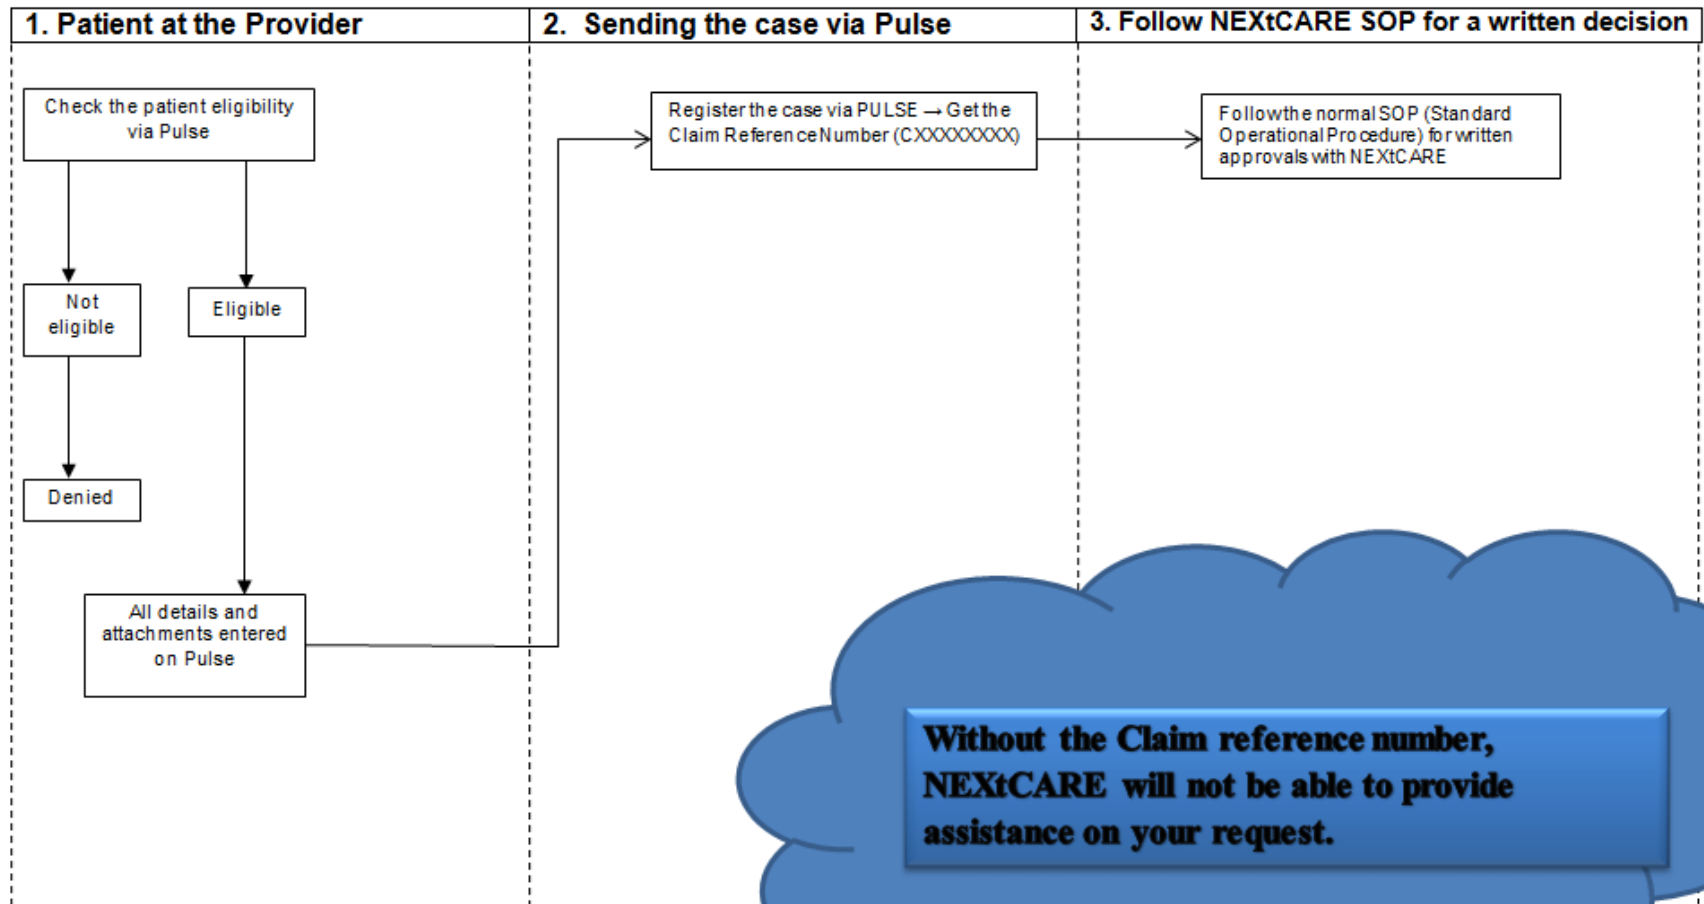 1. Patient at the Provider
2. Sending the case via Pulse
3. Follow NEXtCARE SOP for a written decision
Check the patient eligibility
via Pulse
Not
eligible
Eligible
Denied
All details and
attachments entered
on Pulse
Register the case via PULSE → Get the
Claim Reference Number (CXXXXXXXX)
Follow the normal SOP (Standard
Operational Procedure) for written
approvals with NEXtCARE
Without the Claim reference number,
NEXtCARE will not be able to provide
assistance on your request.